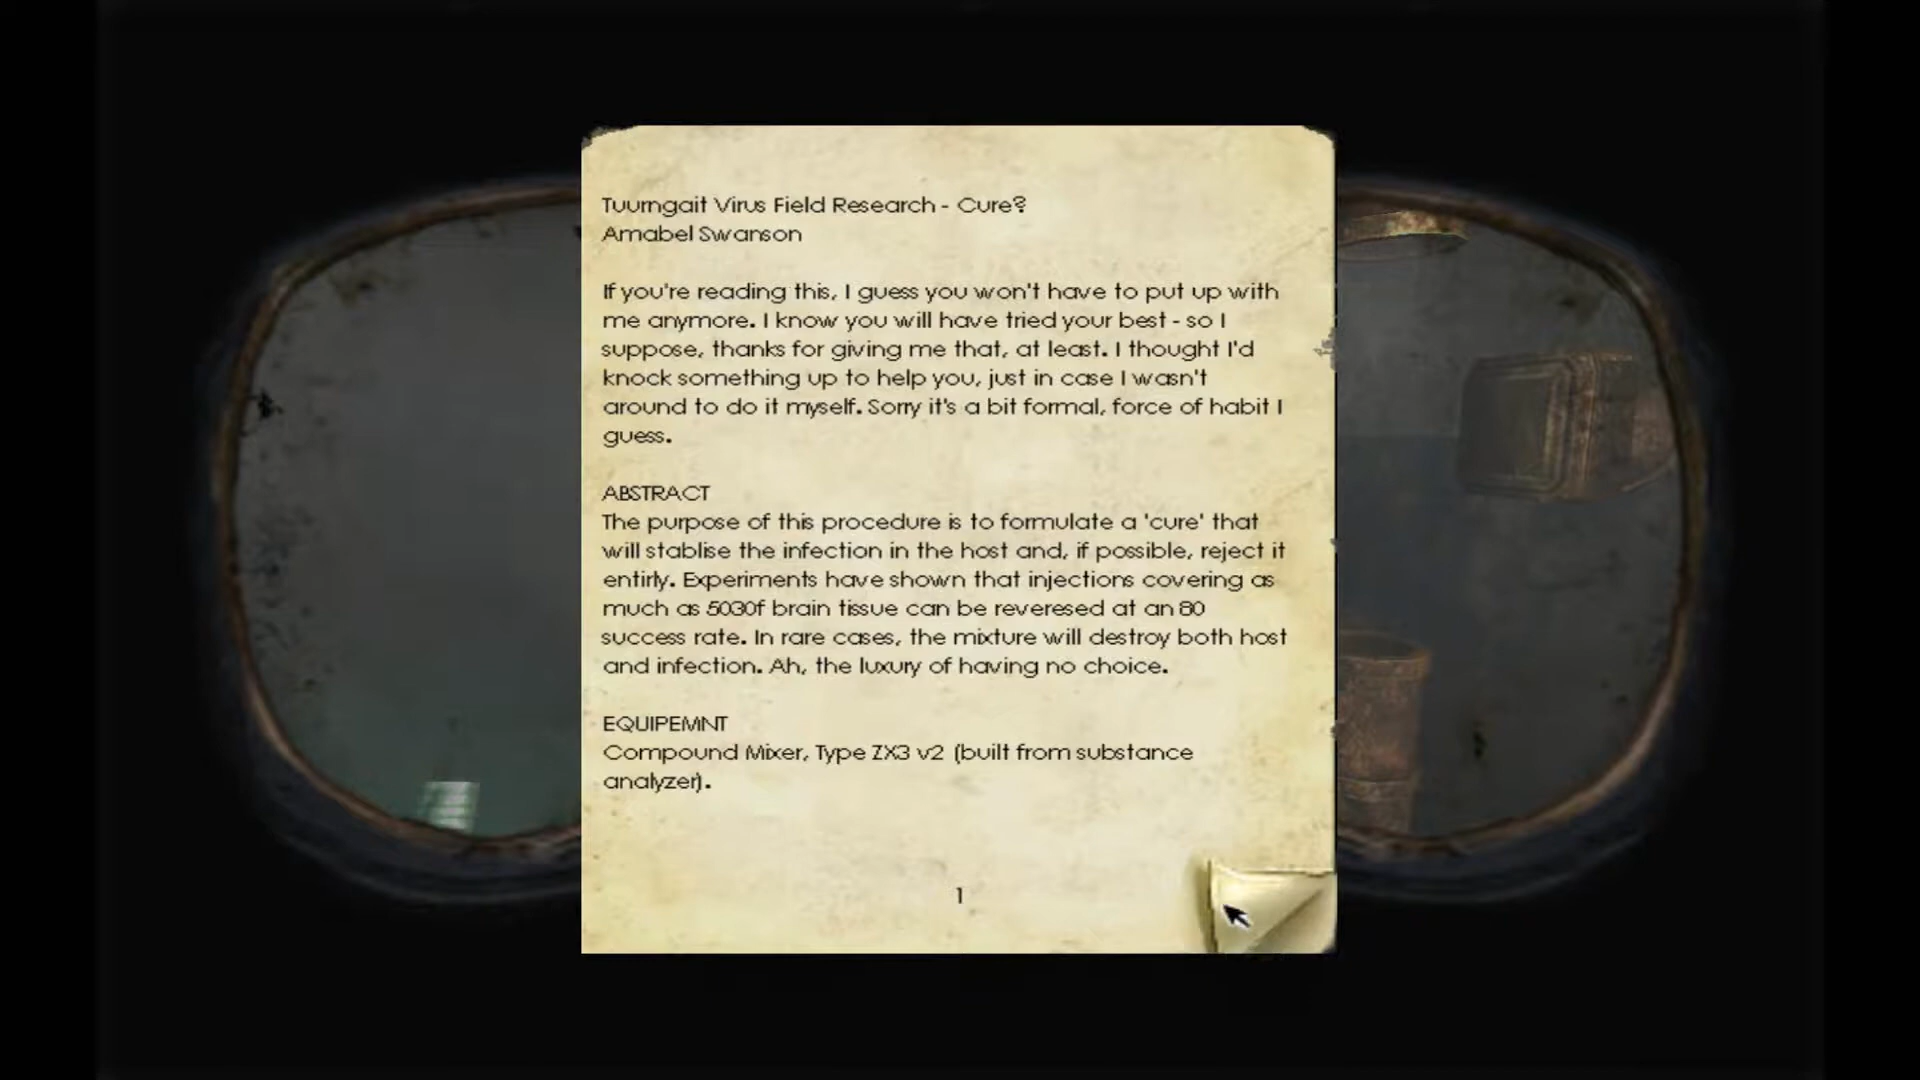 Tuurngait Virus Field Research - Cure?
Amabel Swanson
If you're reading this, I guess you won't have to put up with
me anymore. I know you will have tried your best - so I
suppose, thanks for giving me that, at least. I thought I'd
knock something up to help you, just in case I wasn't
around to do it myself. Sorry it's a bit formal, force of habit I
guess.
ABSTRACT
The purpose of this procedure is to formulate a 'cure' that
will stablise the infection in the host and, if possible, reject it
entirly. Experiments have shown that injections covering as
much as 5030f brain tissue can be reveresed at an 80
success rate. In rare cases, the mixture will destroy both host
and infection. Ah, the luxury of having no choice.
EQUIPEMNT
Compound Mixer, Type ZX3 v2 (built from substance
analyzer).
1